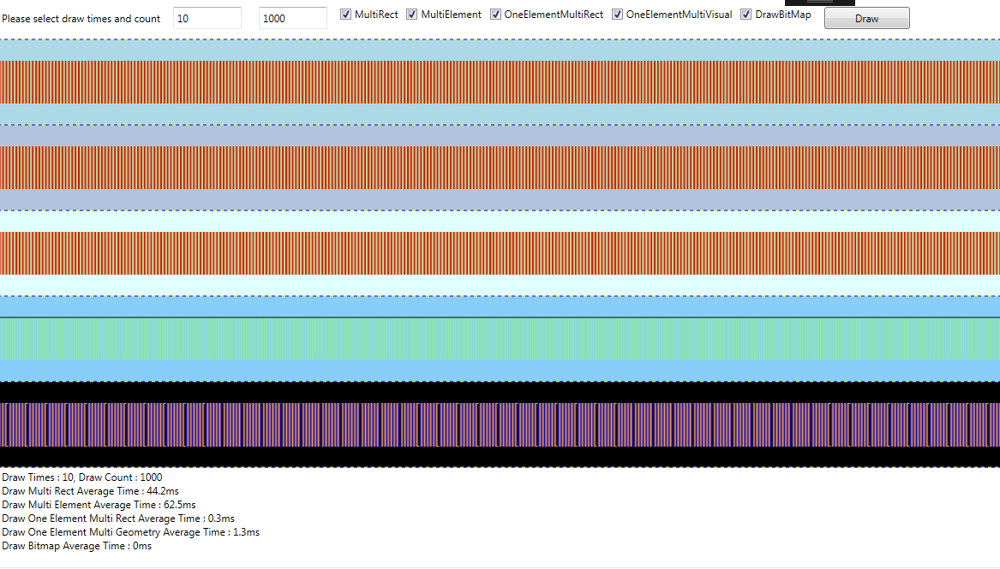 Please select draw times and count 10 1000 MultiRect MultiElement OneElementMultiRect OneElementMultiVisual DrawBitMap Draw
Draw Times : 10, Draw Count : 1000
Draw Multi Rect Average Time : 44.2ms
Draw Multi Element Average Time : 62.5ms
Draw One Element Multi Rect Average Time : 0.3ms
Draw One Element Multi Geometry Average Time : 1.3ms
Draw Bitmap Average Time : 0ms